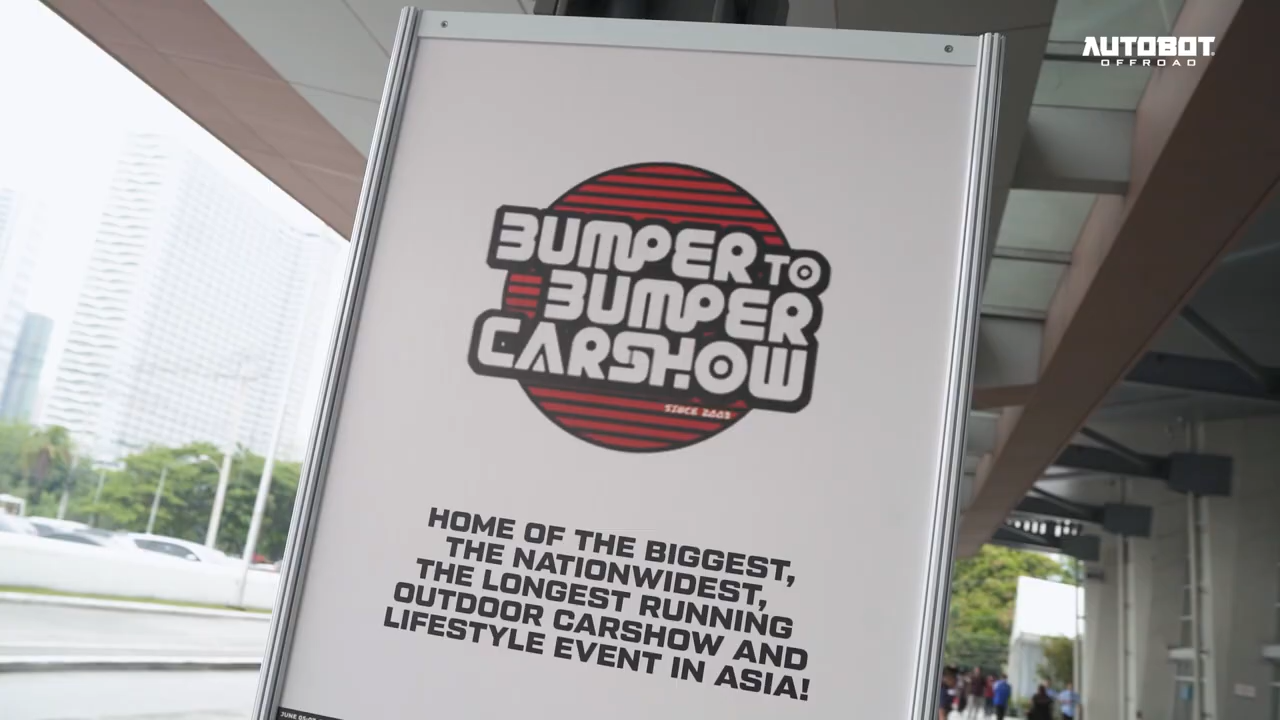 AUTOBOT
OFFROAD
BUMPER TO
BUMPER
CARSHOW
SINCE 2003
HOME OF THE BIGGEST,
THE NATIONWIDEST,
THE LONGEST RUNNING
OUTDOOR CARSHOW AND
LIFESTYLE EVENT IN ASIA!